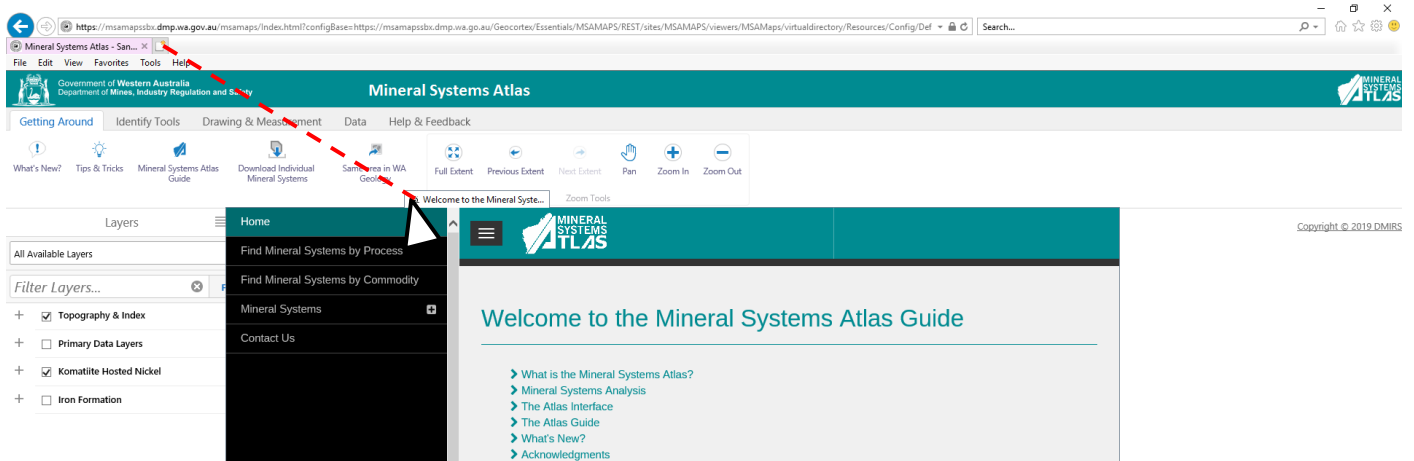 https://msamapssbx.dmp.wa.gov.au/msamaps/Index.html?configBase=https://msamapssbx.dmp.wa.go.au/Geocortex/Essentials/MSAMAPS/REST/sites/MSAMAPS/viewers/MSAMaps/virtualdirectory/Resources/Config/Def Search...
Mineral Systems Atlas - San...
File Edit View Favorites Tools Help
Government of Western Australia
Department of Mines, Industry Regulation and Safety
Mineral Systems Atlas
MINERAL
SYSTEMS
ATLAS
Getting Around Identify Tools Drawing & Measurement Data Help & Feedback
What's New? Tips & Tricks Mineral Systems Atlas Guide Download Individual Mineral Systems Same area in WA Geology Full Extent Previous Extent Next Extent Pan Zoom In Zoom Out
Welcome to the Mineral Syste...
Zoom Tools
Layers
All Available Layers
Filter Layers...
Topography & Index
Primary Data Layers
Komatiite Hosted Nickel
Iron Formation
Home
Find Mineral Systems by Process
Find Mineral Systems by Commodity
Mineral Systems
Contact Us
MINERAL
SYSTEMS
ATLAS
Copyright © 2019 DMIRS
Welcome to the Mineral Systems Atlas Guide
What is the Mineral Systems Atlas?
Mineral Systems Analysis
The Atlas Interface
The Atlas Guide
What's New?
Acknowledgments